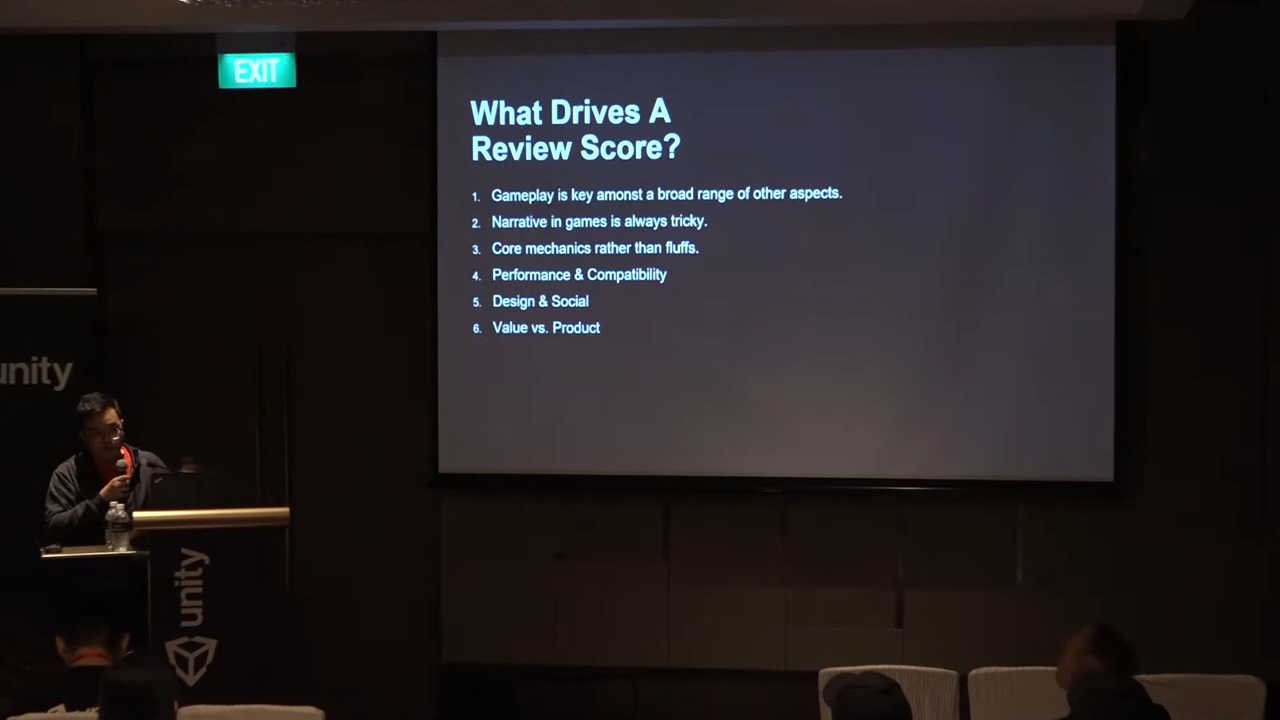 EXIT
What Drives A
Review Score?
1. Gameplay is key amonst a broad range of other aspects.
2. Narrative in games is always tricky.
3. Core mechanics rather than fluffs.
4. Performance & Compatibility
5. Design & Social
6. Value vs. Product
unity
unity